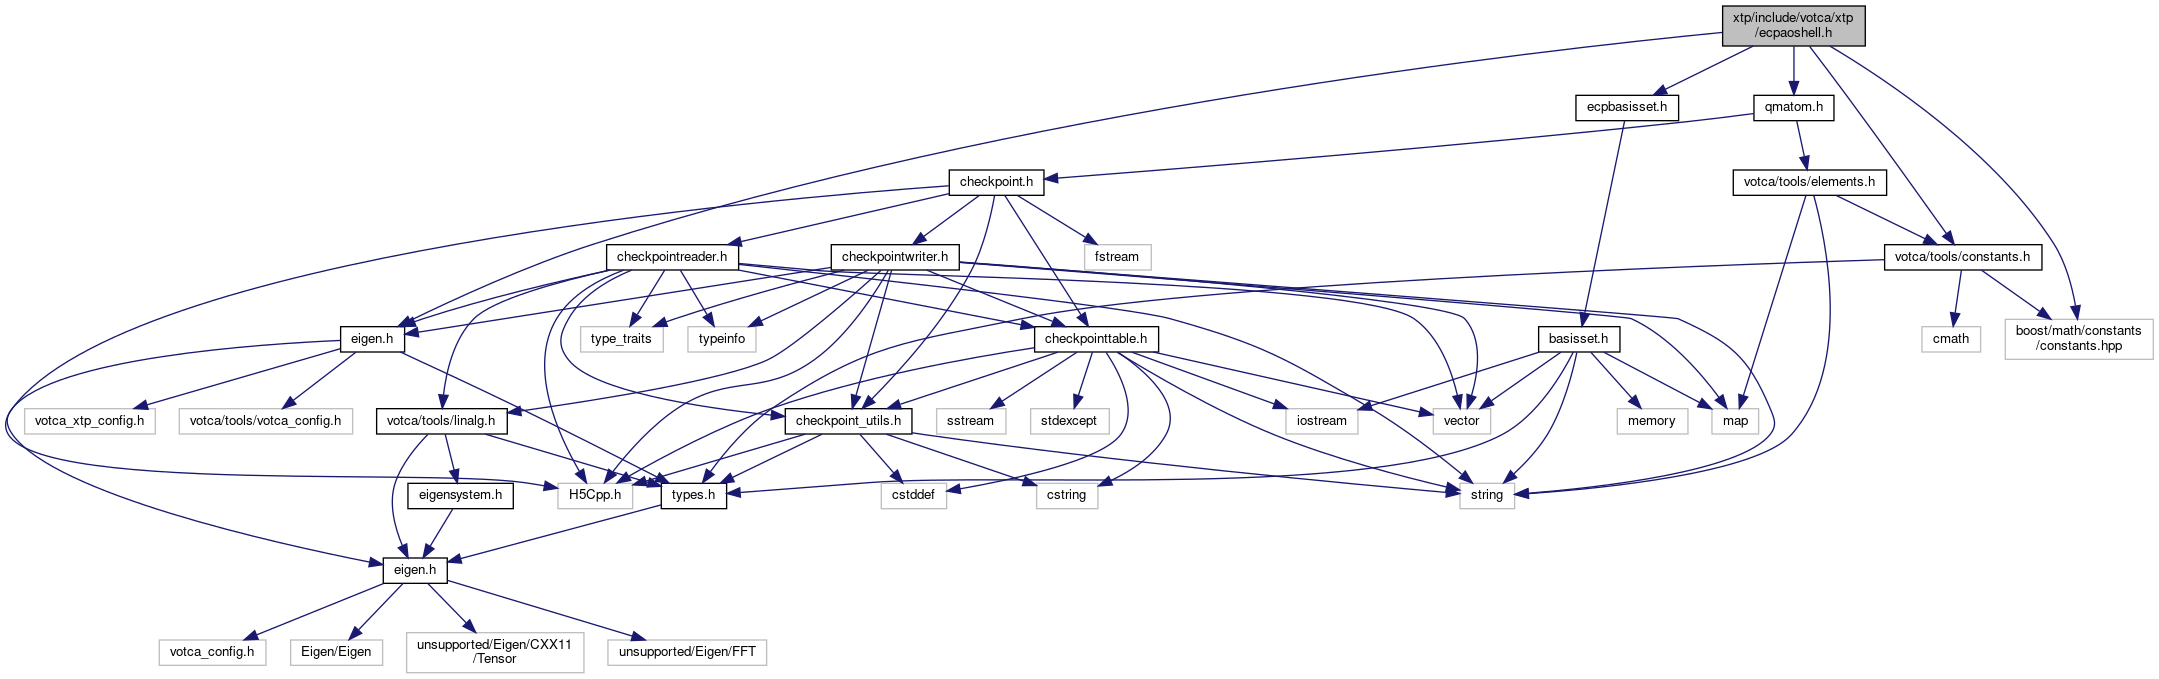 xtp/include/votca/xtp
/ecpaoshell.h
ecpbasisset.h
qmatom.h
checkpoint.h
votca/tools/elements.h
checkpointreader.h
checkpointwriter.h
fstream
votca/tools/constants.h
eigen.h
type_traits
typeinfo
checkpointtable.h
basisset.h
cmath
boost/math/constants
/constants.hpp
votca_xtp_config.h
votca/tools/votca_config.h
votca/tools/linalg.h
checkpoint_utils.h
sstream
stdexcept
iostream
vector
memory
map
eigensystem.h
H5Cpp.h
types.h
cstddef
cstring
string
eigen.h
votca_config.h
Eigen/Eigen
unsupported/Eigen/CXX11
/Tensor
unsupported/Eigen/FFT